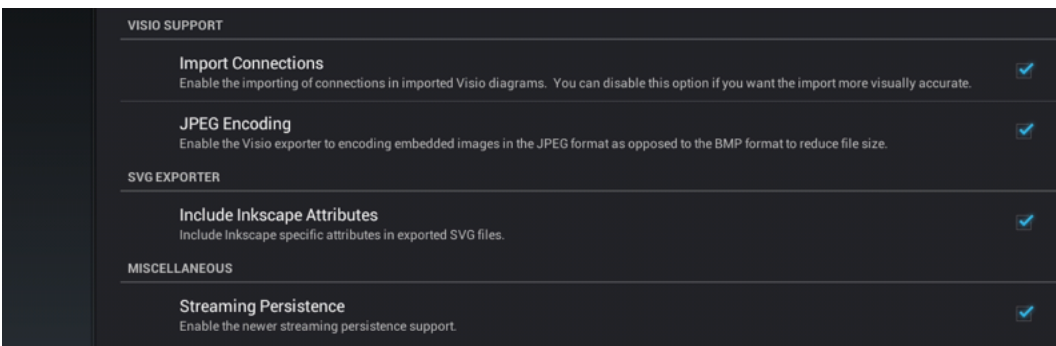 VISIO SUPPORT
Import Connections
Enable the importing of connections in imported Visio diagrams.  You can disable this option if you want the import more visually accurate.
JPEG Encoding
Enable the Visio exporter to encoding embedded images in the JPEG format as opposed to the BMP format to reduce file size.
SVG EXPORTER
Include Inkscape Attributes
Include Inkscape specific attributes in exported SVG files.
MISCELLANEOUS
Streaming Persistence
Enable the newer streaming persistence support.